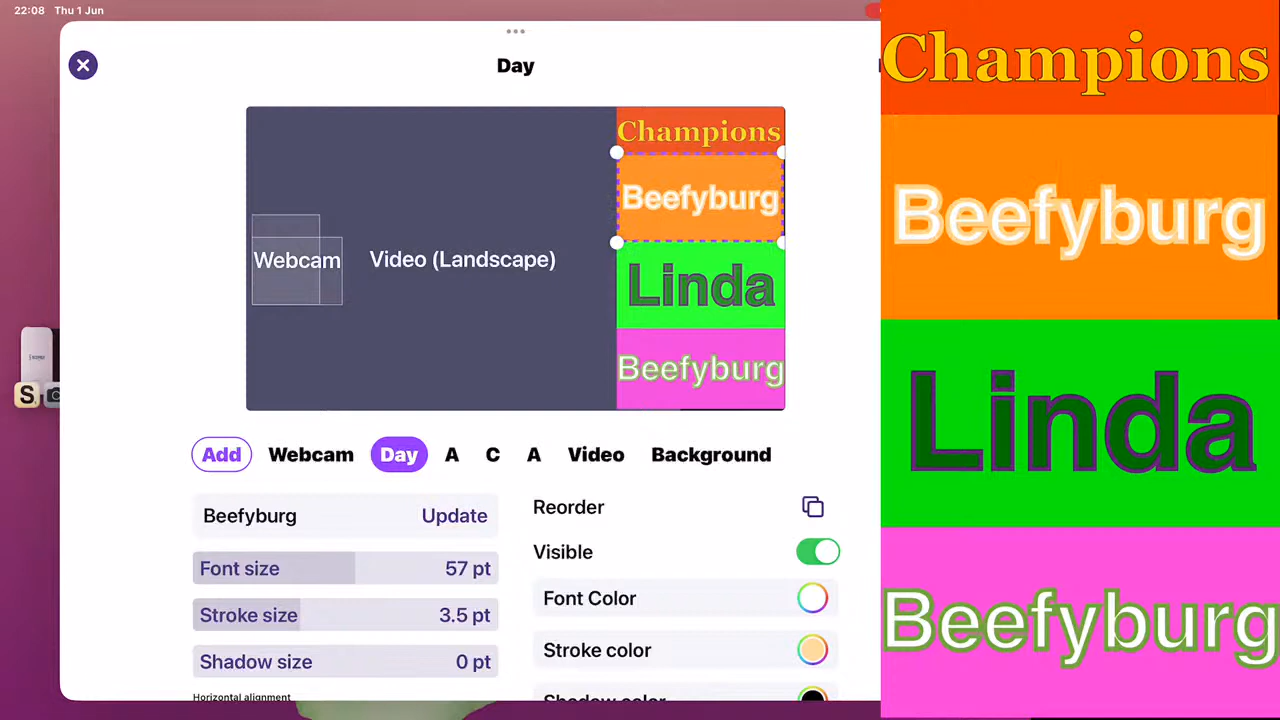 22:08 Thu 1 Jun
Day
Champions
Beefyburg
Linda
Beefyburg
Webcam
Video (Landscape)
Add Webcam Day A C A Video Background
Beefyburg Update
Font size 57 pt
Stroke size 3.5 pt
Shadow size 0 pt
Horizontal alignment
Reorder
Visible
Font Color
Stroke color
Shadow color
S
Champions
Beefyburg
Linda
Beefyburg